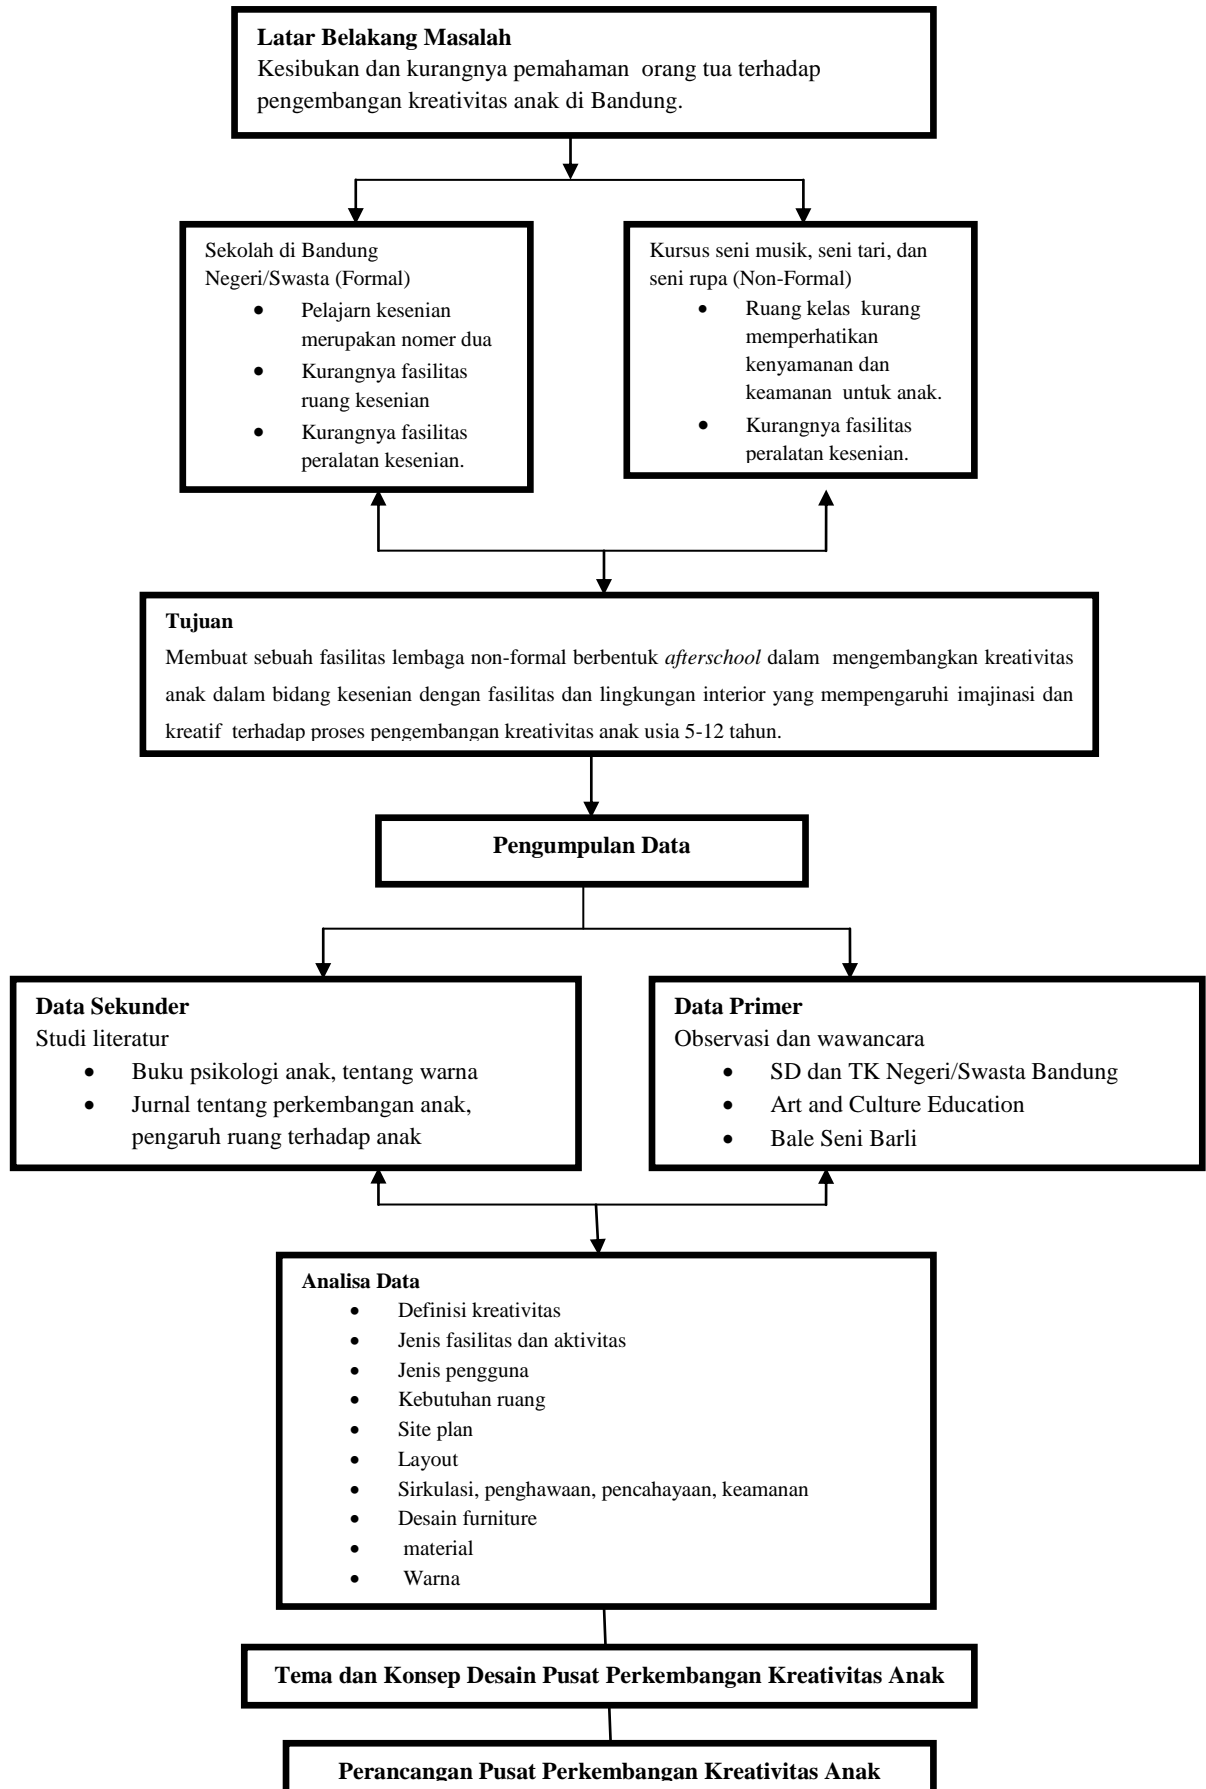 Latar Belakang Masalah
Kesibukan dan kurangnya pemahaman orang tua terhadap
pengembangan kreativitas anak di Bandung.
Sekolah di Bandung
Negeri/Swasta (Formal)
• Pelajarn kesenian
merupakan nomer dua
• Kurangnya fasilitas
ruang kesenian
• Kurangnya fasilitas
peralatan kesenian.
Kursus seni musik, seni tari, dan
seni rupa (Non-Formal)
• Ruang kelas kurang
memperhatikan
kenyamanan dan
keamanan untuk anak.
• Kurangnya fasilitas
peralatan kesenian.
Tujuan
Membuat sebuah fasilitas lembaga non-formal berbentuk afterschool dalam mengembangkan kreativitas
anak dalam bidang kesenian dengan fasilitas dan lingkungan interior yang mempengaruhi imajinasi dan
kreatif terhadap proses pengembangan kreativitas anak usia 5-12 tahun.
Pengumpulan Data
Data Sekunder
Studi literatur
• Buku psikologi anak, tentang warna
• Jurnal tentang perkembangan anak,
pengaruh ruang terhadap anak
Data Primer
Observasi dan wawancara
• SD dan TK Negeri/Swasta Bandung
• Art and Culture Education
• Bale Seni Barli
Analisa Data
• Definisi kreativitas
• Jenis fasilitas dan aktivitas
• Jenis pengguna
• Kebutuhan ruang
• Site plan
• Layout
• Sirkulasi, penghawaan, pencahayaan, keamanan
• Desain furniture
• material
• Warna
Tema dan Konsep Desain Pusat Perkembangan Kreativitas Anak
Perancangan Pusat Perkembangan Kreativitas Anak